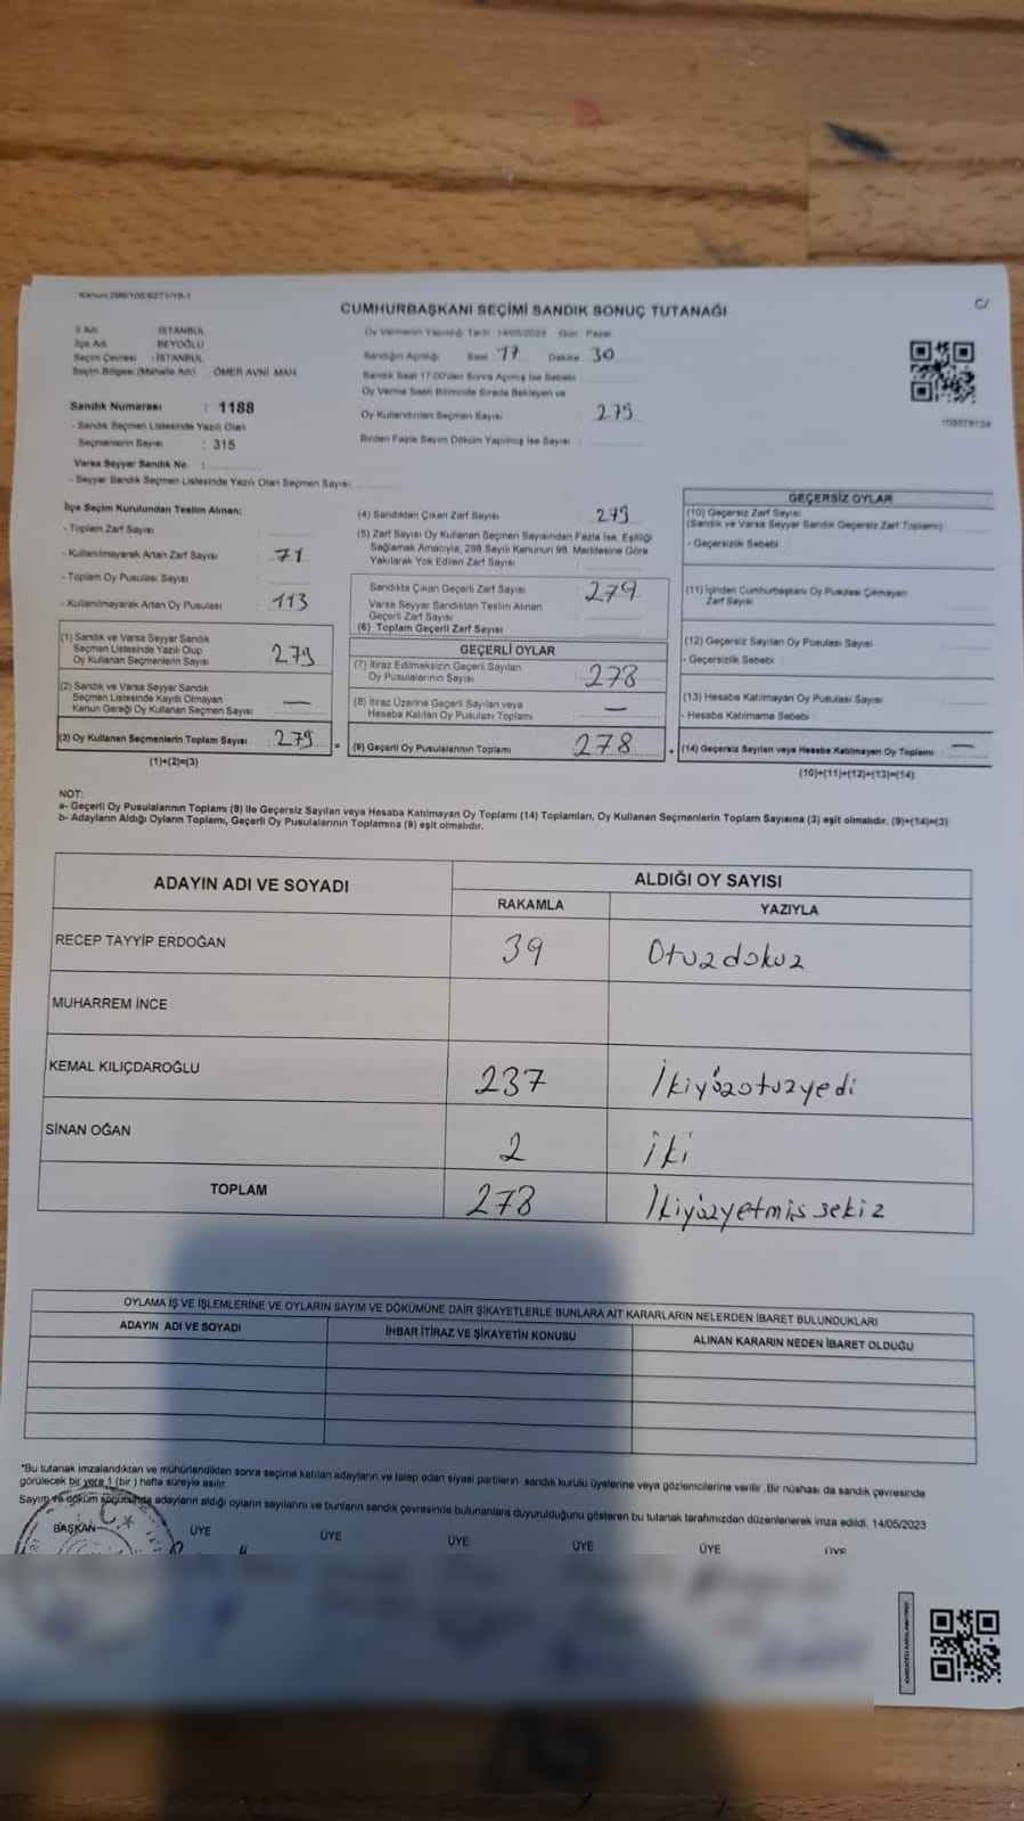 CUMHURBAŞKANI SEÇİMİ SANDIK SONUÇ TUTANAĞI
C/
İl Adı İSTANBUL
İlçe Adı BEYOĞLU
Seçim Çevresi : İSTANBUL
Seçim Bölgesi (Mahalle Adı) ÖMER AVNİ MAH
Sandık Numarası : 1188
- Sandık Seçmen Listesinde Yazılı Olan
Seçmenlerin Sayısı : 315
Varsa Seyyar Sandık No :
- Seyyar Sandık Seçmen Listesinde Yazılı Olan Seçmen Sayısı
Oy Vermenin Yapıldığı Tarih 14/05/2023 Gün Pazar
Sandığın Açıldığı Saat 17 Dakika 30
Sandık Saat 17.00'den Sonra Açılmış İse Sebebi
Oy Verme Saati Bitiminde Sırada Bekleyen ve
Oy Kullandırılan Seçmen Sayısı 279
Birden Fazla Sayım Döküm Yapılmış İse Sayısı
İlçe Seçim Kurulundan Teslim Alınan:
- Toplam Zarf Sayısı
- Kullanılmayarak Artan Zarf Sayısı 71
- Toplam Oy Pusulası Sayısı
- Kullanılmayarak Artan Oy Pusulası 113
(1) Sandık ve Varsa Seyyar Sandık
Seçmen Listesinde Yazılı Olup
Oy Kullanan Seçmenlerin Sayısı 279
(2) Sandık ve Varsa Seyyar Sandık
Seçmen Listesinde Kayıtlı Olmayan
Kanun Gereği Oy Kullanan Seçmen Sayısı —
(3) Oy Kullanan Seçmenlerin Toplam Sayısı 279 =
(1)+(2)=(3)
(4) Sandıktan Çıkan Zarf Sayısı 279
(5) Zarf Sayısı Oy Kullanan Seçmen Sayısından Fazla İse, Eşitliği
Sağlamak Amacıyla, 298 Sayılı Kanunun 98. Maddesine Göre
Yakılarak Yok Edilen Zarf Sayısı
Sandıkta Çıkan Geçerli Zarf Sayısı 279
Varsa Seyyar Sandıktan Teslim Alınan
Geçerli Zarf Sayısı
(6) Toplam Geçerli Zarf Sayısı
GEÇERLİ OYLAR
(7) İtiraz Edilmeksizin Geçerli Sayılan
Oy Pusulalarının Sayısı 278
(8) İtiraz Üzerine Geçerli Sayılan veya
Hesaba Katılan Oy Pusulası Toplamı —
(9) Geçerli Oy Pusulalarının Toplamı 278 +
GEÇERSİZ OYLAR
(10) Geçersiz Zarf Sayısı
(Sandık ve Varsa Seyyar Sandık Geçersiz Zarf Toplamı)
- Geçersizlik Sebebi
(11) İçinden Cumhurbaşkanı Oy Pusulası Çıkmayan
Zarf Sayısı
(12) Geçersiz Sayılan Oy Pusulası Sayısı
- Geçersizlik Sebebi
(13) Hesaba Katılmayan Oy Pusulası Sayısı
- Hesaba Katılmama Sebebi
(14) Geçersiz Sayılan veya Hesaba Katılmayan Oy Toplamı —
(10)+(11)+(12)+(13)=(14)
NOT:
a- Geçerli Oy Pusulalarının Toplamı (9) ile Geçersiz Sayılan veya Hesaba Katılmayan Oy Toplamı (14) Toplamları, Oy Kullanan Seçmenlerin Toplam Sayısına (3) eşit olmalıdır. (9)+(14)=(3)
b- Adayların Aldığı Oyların Toplamı, Geçerli Oy Pusulalarının Toplamına (9) eşit olmalıdır.
ADAYIN ADI VE SOYADI ALDIĞI OY SAYISI
RAKAMLA YAZIYLA
RECEP TAYYİP ERDOĞAN 39 Otuzdokuz
MUHARREM İNCE
KEMAL KILIÇDAROĞLU 237 İkiyüzotuzyedi
SİNAN OĞAN 2 iki
TOPLAM 278 İkiyüzyetmiş sekiz
OYLAMA İŞ VE İŞLEMLERİNE VE OYLARIN SAYIM VE DÖKÜMÜNE DAİR ŞİKAYETLERLE BUNLARA AİT KARARLARIN NELERDEN İBARET BULUNDUKLARI
ADAYIN ADI VE SOYADI İHBAR İTİRAZ VE ŞİKAYETİN KONUSU ALINAN KARARIN NEDEN İBARET OLDUĞU
*Bu tutanak imzalandıktan ve mühürlendikten sonra seçime katılan adayların ve talep eden siyasi partilerin sandık kurulu üyelerine veya gözlemcilerine verilir. Bir nüshası da sandık çevresinde
görülecek bir yere 1 (bir) hafta süreyle asılır.
Sayım ve döküm sonucunda adayların aldığı oyların sayılarını ve bunların sandık çevresinde bulunanlara duyurulduğunu gösteren bu tutanak tarafımızdan düzenlenerek imza edildi. 14/05/2023
BAŞKAN ÜYE ÜYE ÜYE ÜYE ÜYE ÜYE